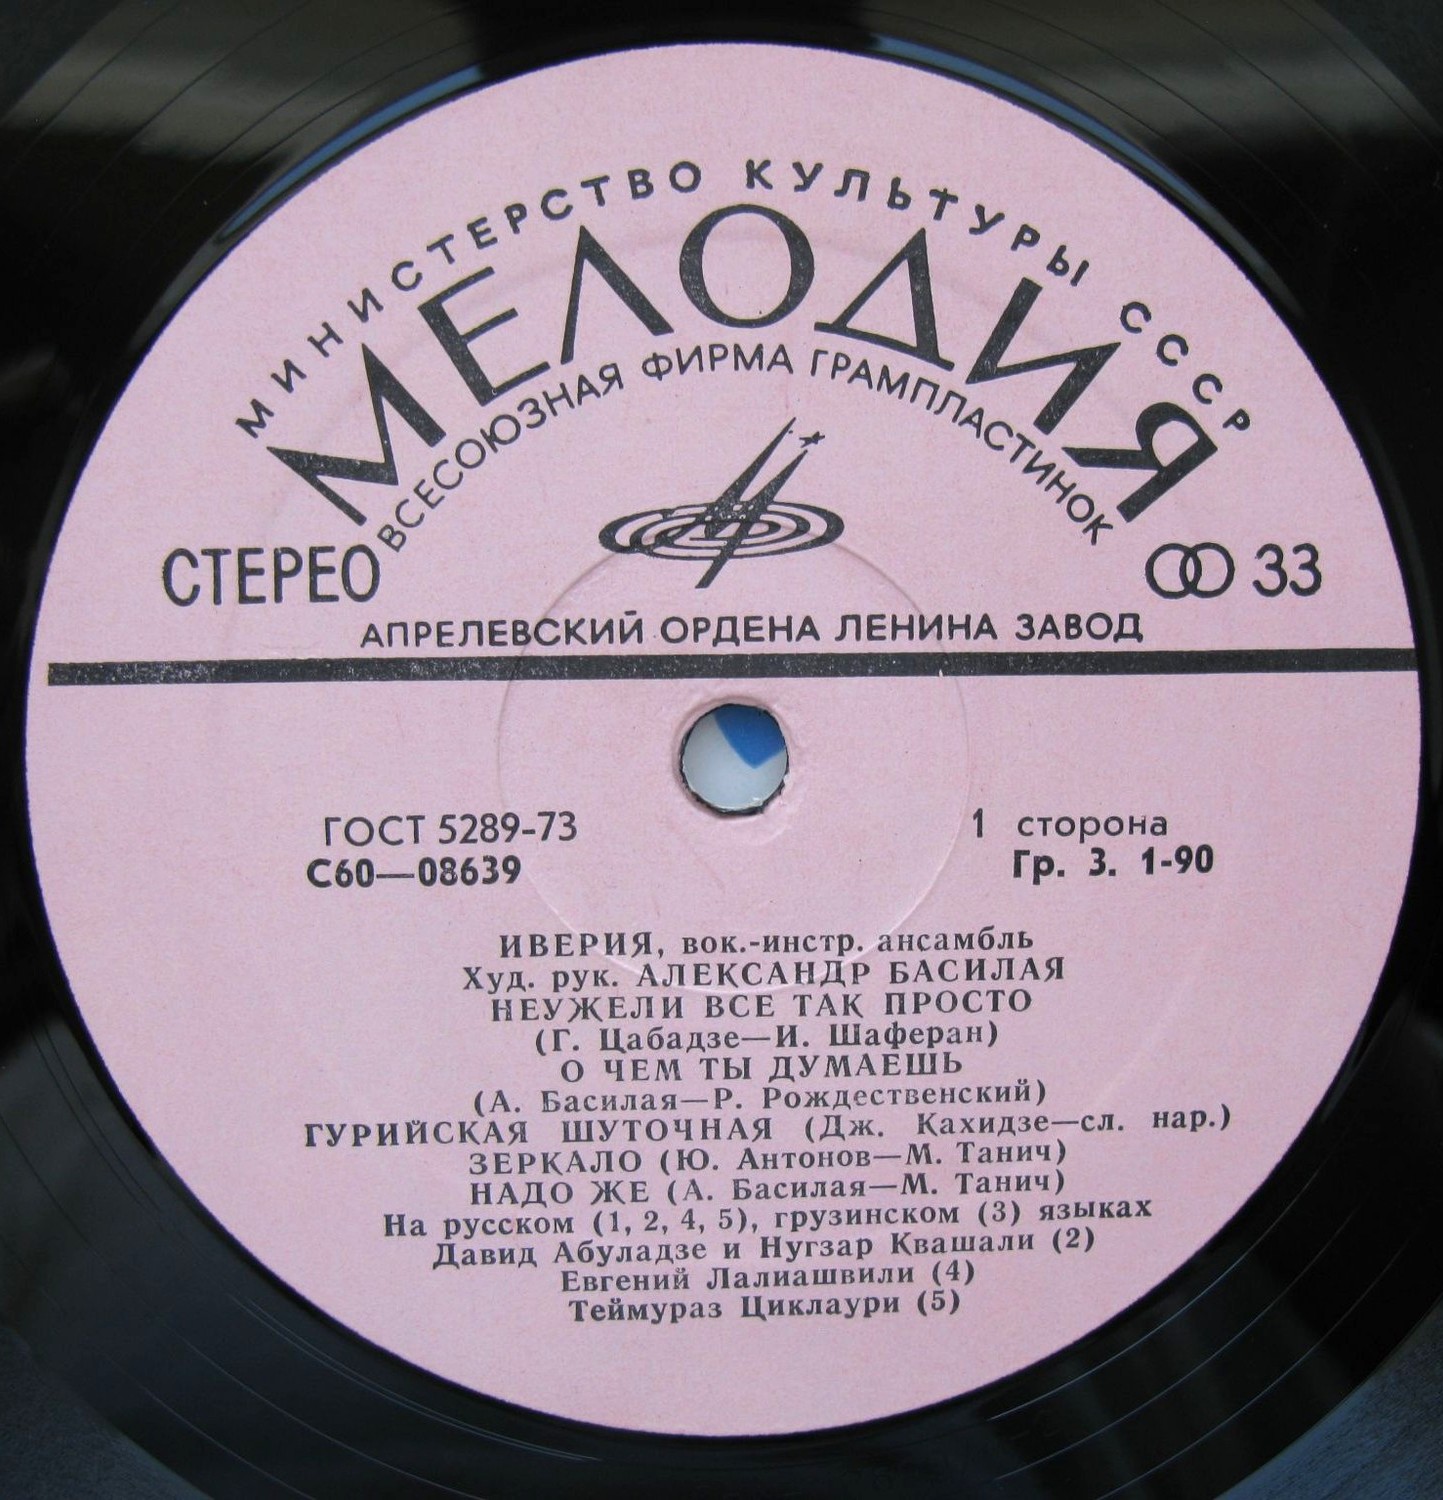 МИНИСТЕРСТВО КУЛЬТУРЫ СССР
МЕЛОДИЯ
ВСЕСОЮЗНАЯ ФИРМА ГРАМПЛАСТИНОК
СТЕРЕО
33
АПРЕЛЕВСКИЙ ОРДЕНА ЛЕНИНА ЗАВОД
ГОСТ 5289-73
1 сторона
С60—08639
Гр. 3. 1-90
ИВЕРИЯ, вок.-инстр. ансамбль
Худ. рук. АЛЕКСАНДР БАСИЛАЯ
НЕУЖЕЛИ ВСЕ ТАК ПРОСТО
(Г. Цабадзе—И. Шаферан)
О ЧЕМ ТЫ ДУМАЕШЬ
(А. Басилая—Р. Рождественский)
ГУРИЙСКАЯ ШУТОЧНАЯ (Дж. Кахидзе—сл. нар.)
ЗЕРКАЛО (Ю. Антонов—М. Танич)
НАДО ЖЕ (А. Басилая—М. Танич)
На русском (1, 2, 4, 5), грузинском (3) языках
Давид Абуладзе и Нугзар Квашали (2)
Евгений Лалиашвили (4)
Теймураз Циклаури (5)